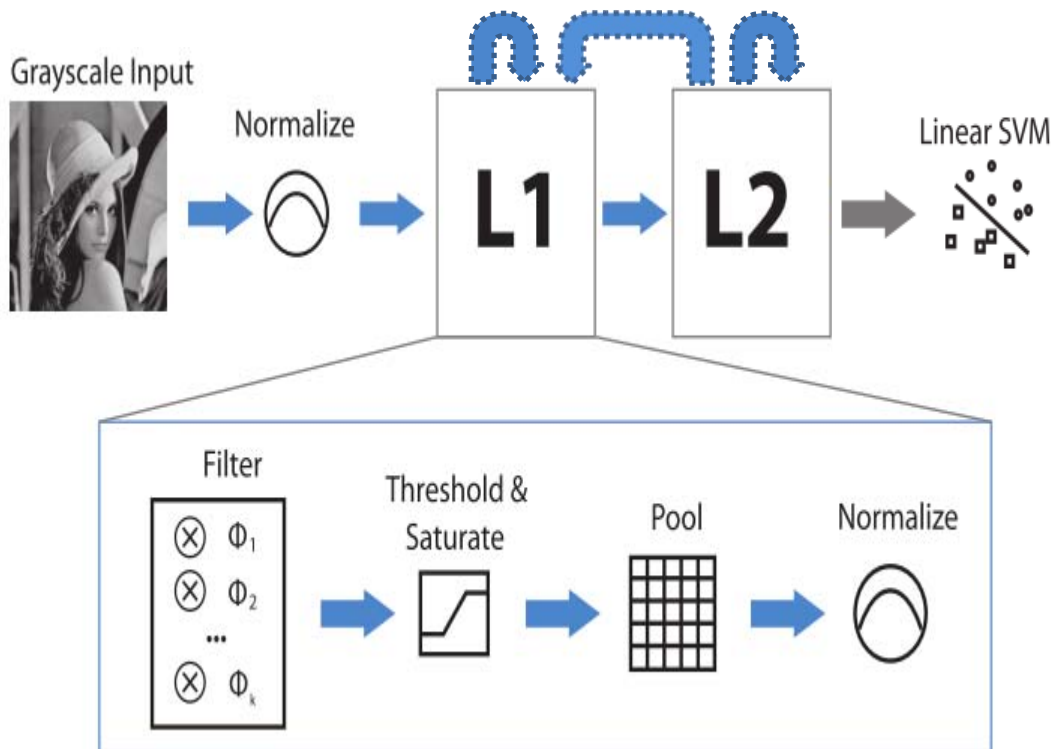 Grayscale Input
Normalize
L1
L2
Linear SVM
Filter
Φ₁
Φ₂
...
Φₖ
Threshold &
Saturate
Pool
Normalize